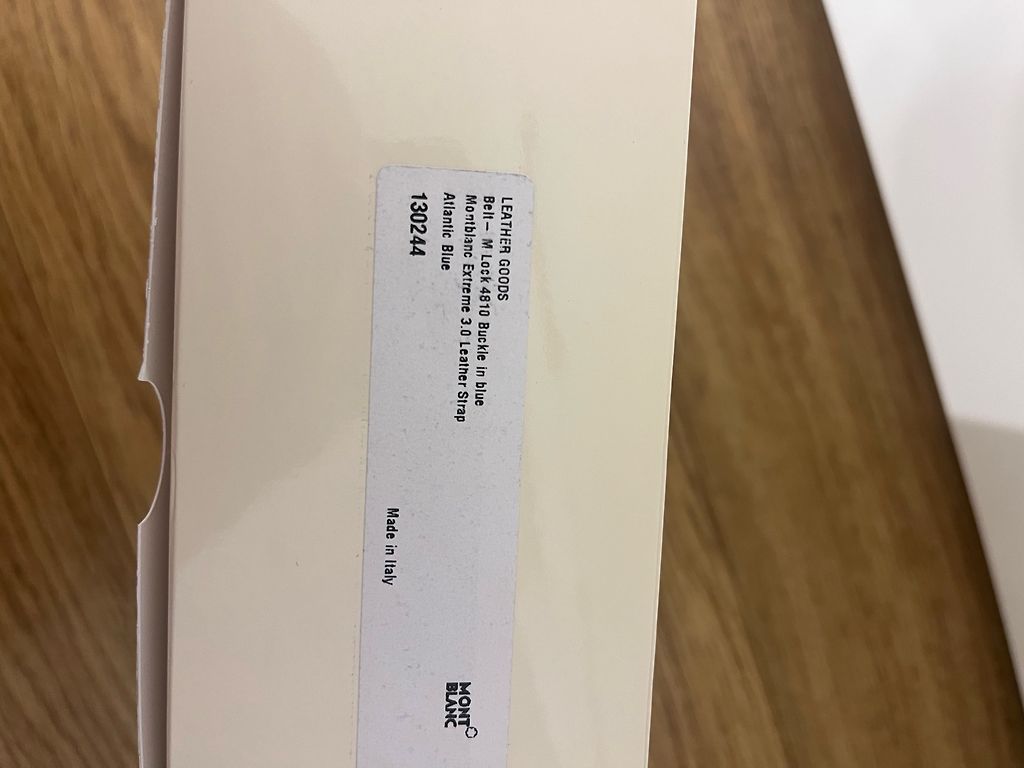 LEATHER GOODS
Belt- M Lock 4810 Buckle in blue
Montblanc Extreme 3.0 Leather Strap
Atlantic Blue
130244
Made in Italy
MONT
BLANC